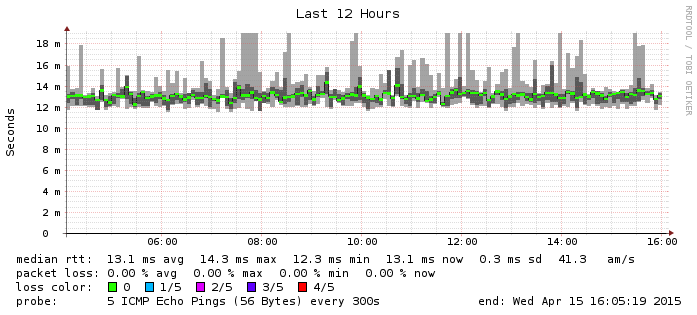 Last 12 Hours
RRDTOOL / TOBI OETIKER
Seconds
18 m
16 m
14 m
12 m
10 m
8 m
6 m
4 m
2 m
0
06:00 08:00 10:00 12:00 14:00 16:00
median rtt: 13.1 ms avg 14.3 ms max 12.3 ms min 13.1 ms now 0.3 ms sd 41.3 am/s
packet loss: 0.00 % avg 0.00 % max 0.00 % min 0.00 % now
loss color: 0 1/5 2/5 3/5 4/5
probe: 5 ICMP Echo Pings (56 Bytes) every 300s end: Wed Apr 15 16:05:19 2015